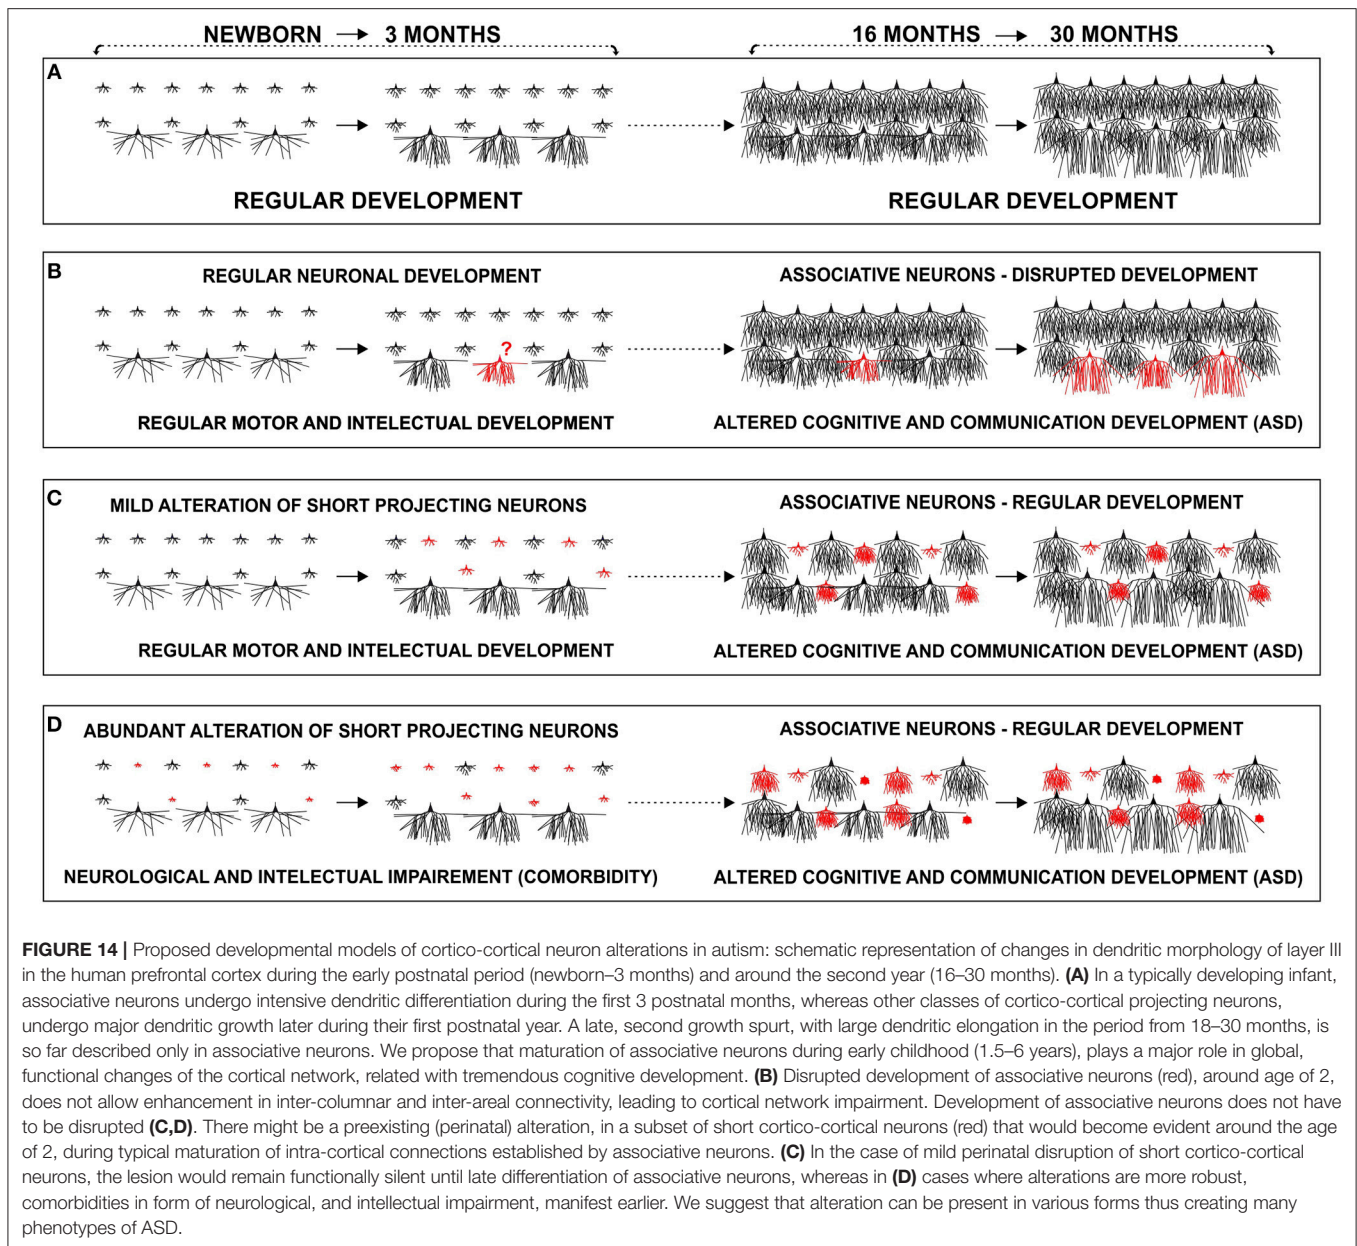 NEWBORN → 3 MONTHS
16 MONTHS → 30 MONTHS
A
REGULAR DEVELOPMENT
REGULAR DEVELOPMENT
B
REGULAR NEURONAL DEVELOPMENT
ASSOCIATIVE NEURONS - DISRUPTED DEVELOPMENT
?
REGULAR MOTOR AND INTELECTUAL DEVELOPMENT
ALTERED COGNITIVE AND COMMUNICATION DEVELOPMENT (ASD)
C
MILD ALTERATION OF SHORT PROJECTING NEURONS
ASSOCIATIVE NEURONS - REGULAR DEVELOPMENT
REGULAR MOTOR AND INTELECTUAL DEVELOPMENT
ALTERED COGNITIVE AND COMMUNICATION DEVELOPMENT (ASD)
D
ABUNDANT ALTERATION OF SHORT PROJECTING NEURONS
ASSOCIATIVE NEURONS - REGULAR DEVELOPMENT
NEUROLOGICAL AND INTELECTUAL IMPAIREMENT (COMORBIDITY)
ALTERED COGNITIVE AND COMMUNICATION DEVELOPMENT (ASD)
FIGURE 14 | Proposed developmental models of cortico-cortical neuron alterations in autism: schematic representation of changes in dendritic morphology of layer III
in the human prefrontal cortex during the early postnatal period (newborn–3 months) and around the second year (16–30 months). (A) In a typically developing infant,
associative neurons undergo intensive dendritic differentiation during the first 3 postnatal months, whereas other classes of cortico-cortical projecting neurons,
undergo major dendritic growth later during their first postnatal year. A late, second growth spurt, with large dendritic elongation in the period from 18–30 months, is
so far described only in associative neurons. We propose that maturation of associative neurons during early childhood (1.5–6 years), plays a major role in global,
functional changes of the cortical network, related with tremendous cognitive development. (B) Disrupted development of associative neurons (red), around age of 2,
does not allow enhancement in inter-columnar and inter-areal connectivity, leading to cortical network impairment. Development of associative neurons does not have
to be disrupted (C,D). There might be a preexisting (perinatal) alteration, in a subset of short cortico-cortical neurons (red) that would become evident around the age
of 2, during typical maturation of intra-cortical connections established by associative neurons. (C) In the case of mild perinatal disruption of short cortico-cortical
neurons, the lesion would remain functionally silent until late differentiation of associative neurons, whereas in (D) cases where alterations are more robust,
comorbidities in form of neurological, and intellectual impairment, manifest earlier. We suggest that alteration can be present in various forms thus creating many
phenotypes of ASD.